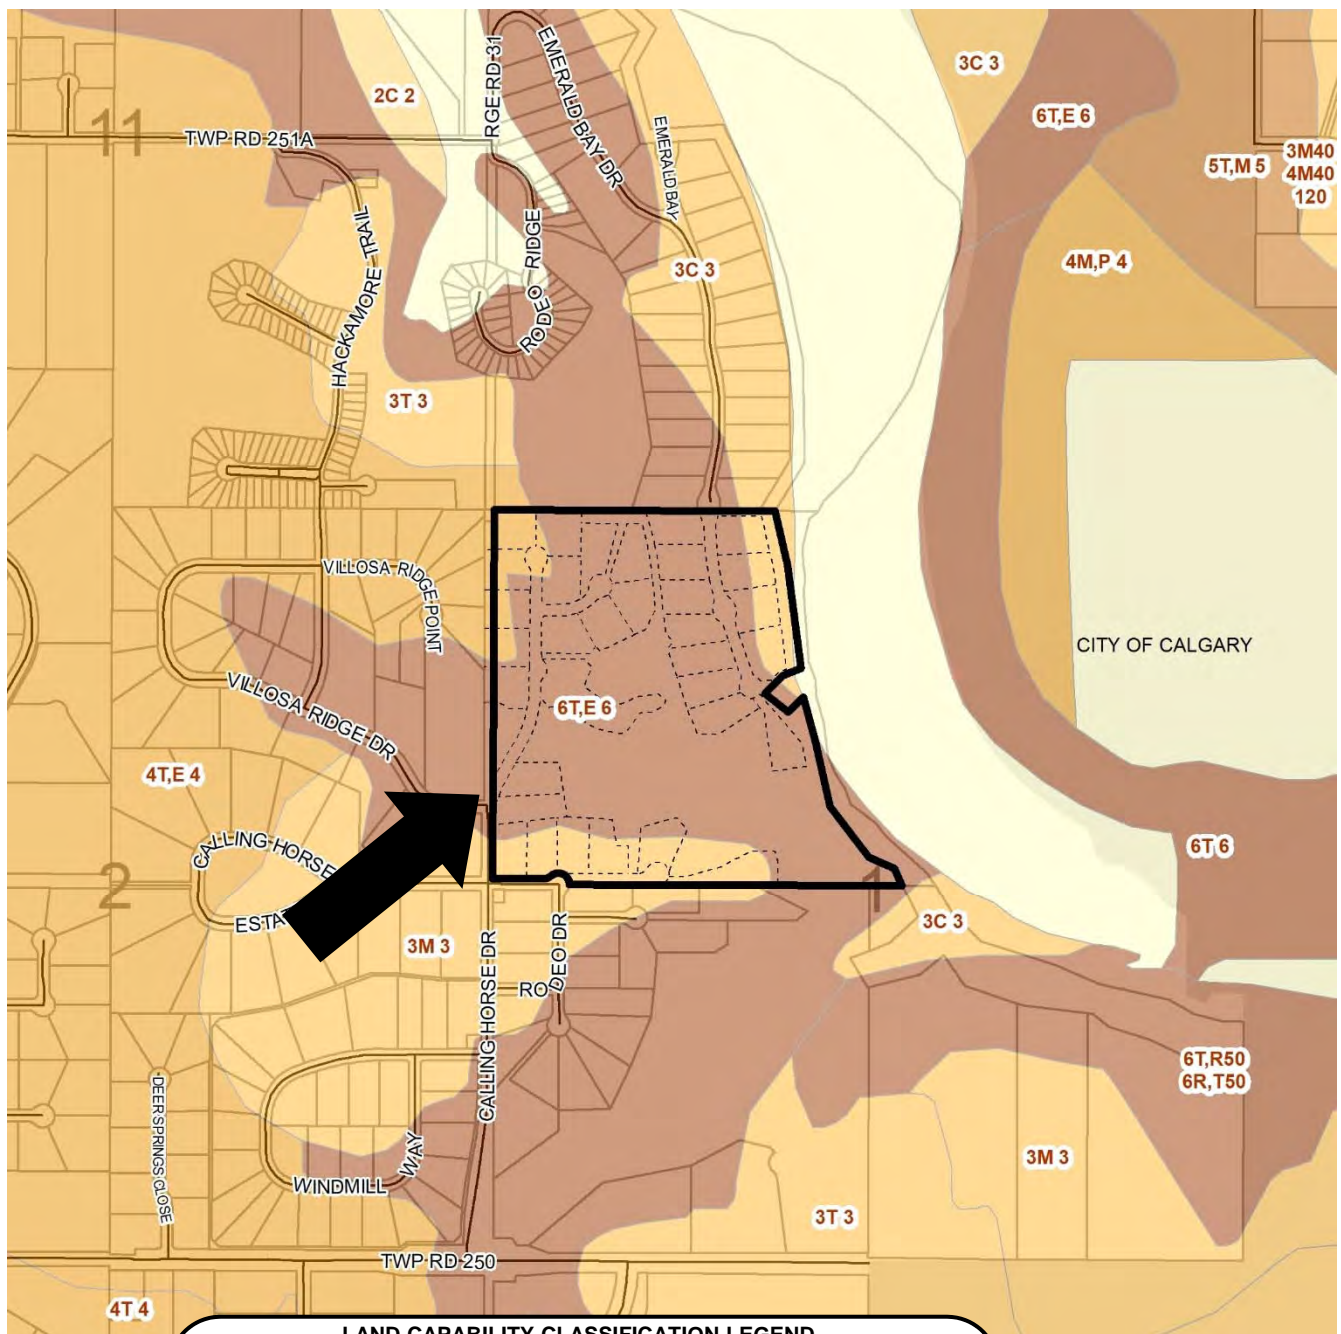 2C 2
RGE RD 31
EMERALD BAY DR
3C 3
6T,E 6
11
TWP RD 251A
EMERALD BAY
5T,M 5
3M40
4M40
120
HACKAMORE TRAIL
RODEO RIDGE
3C 3
4M,P 4
3T 3
VILLOSA RIDGE POINT
CITY OF CALGARY
VILLOSA RIDGE DR
6T,E 6
4T,E 4
CALLING HORSE
ESTA
2
1
6T 6
3M 3
CALLING HORSE DR
RODEO DR
3C 3
6T,R50
6R,T50
DEER SPRINGS CLOSE
WINDMILL WAY
3M 3
3T 3
TWP RD 250
4T 4
LAND CAPABILITY CLASSIFICATION LEGEND